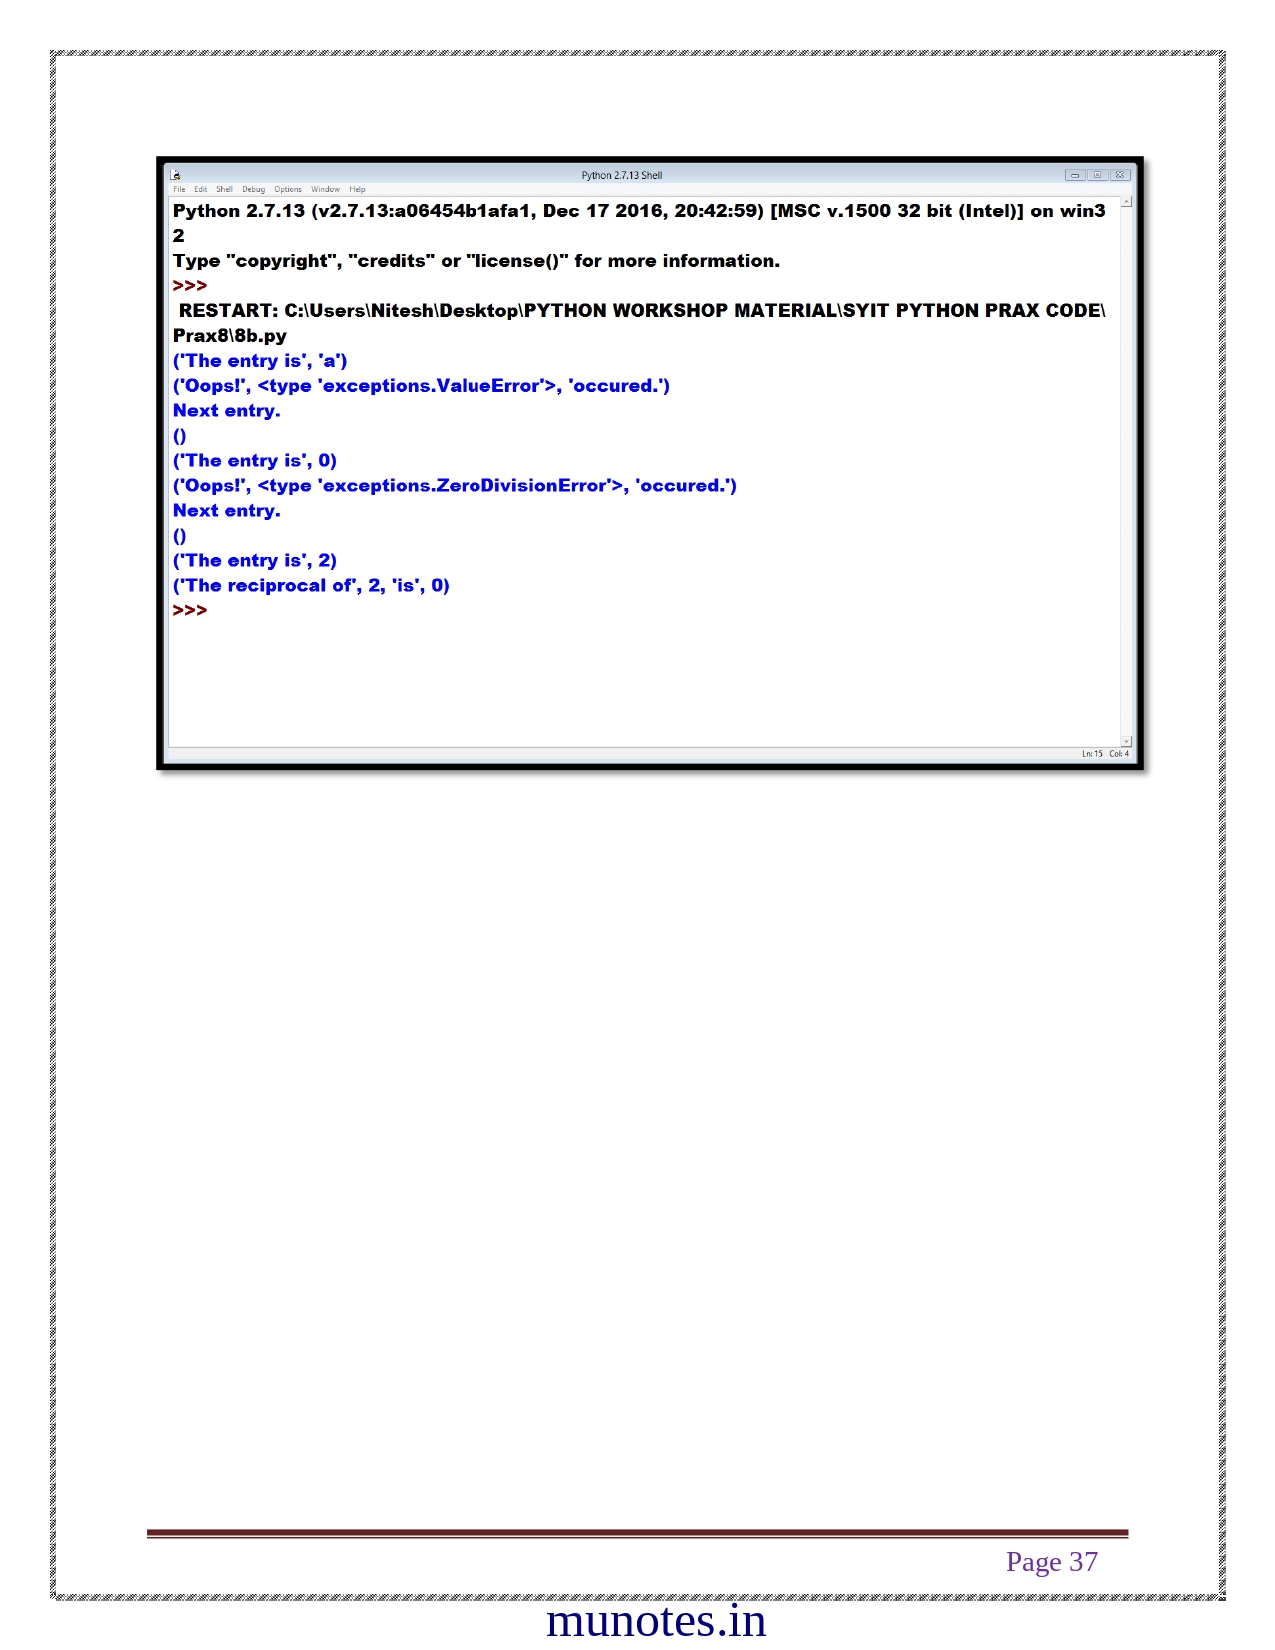 Python 2.7.13 Shell
File Edit Shell Debug Options Window Help
Python 2.7.13 (v2.7.13:a06454b1afa1, Dec 17 2016, 20:42:59) [MSC v.1500 32 bit (Intel)] on win3
2
Type "copyright", "credits" or "license()" for more information.
>>>
RESTART: C:\Users\Nitesh\Desktop\PYTHON WORKSHOP MATERIAL\SYIT PYTHON PRAX CODE\
Prax8\8b.py
('The entry is', 'a')
('Oops!', <type 'exceptions.ValueError'>, 'occured.')
Next entry.
()
('The entry is', 0)
('Oops!', <type 'exceptions.ZeroDivisionError'>, 'occured.')
Next entry.
()
('The entry is', 2)
('The reciprocal of', 2, 'is', 0)
>>>
Ln: 15 Col: 4
Page 37
munotes.in